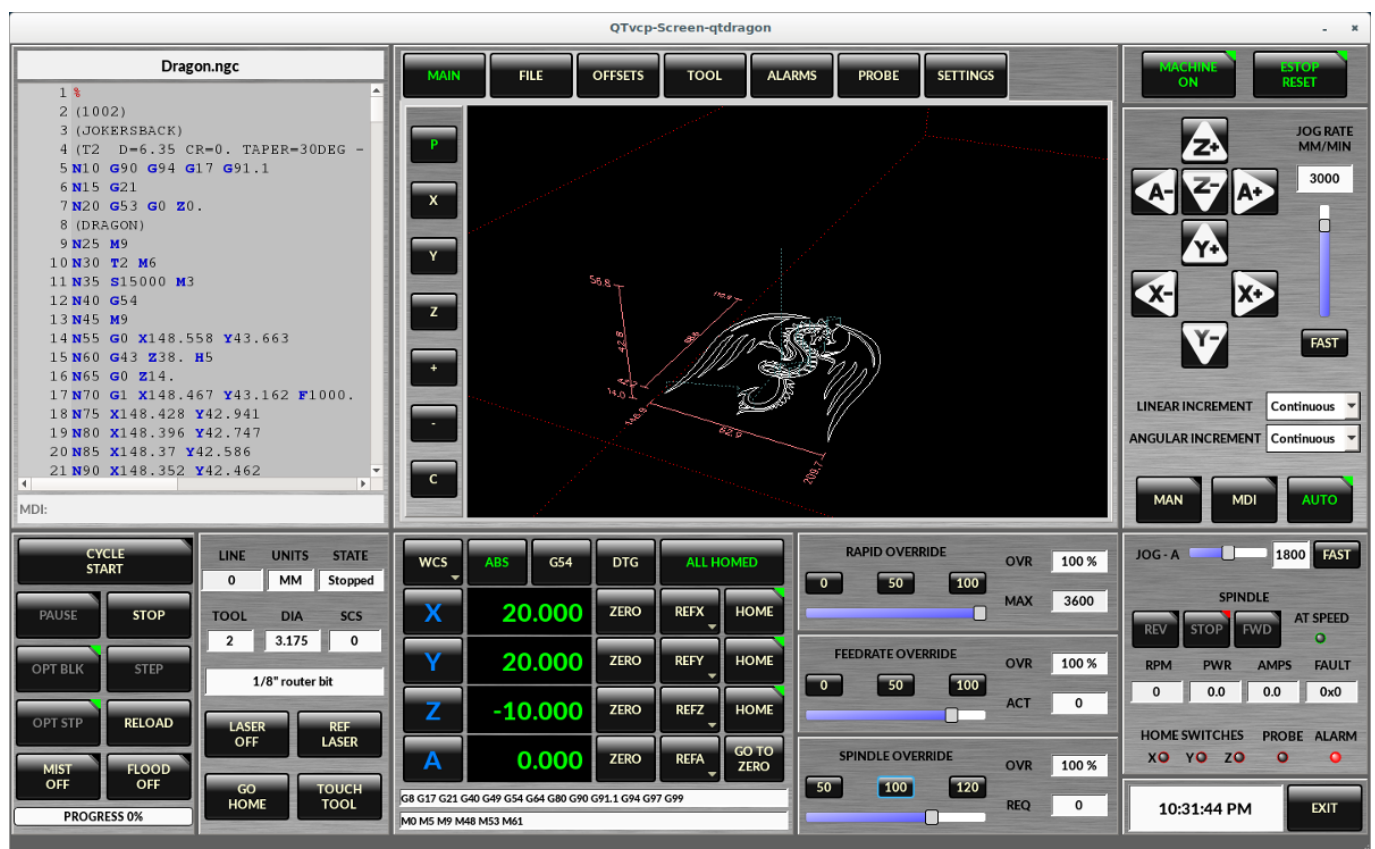 QTvcp-Screen-qtdragon
Dragon.ngc
1 %
2 (1002)
3 (JOKERSBACK)
4 (T2 D=6.35 CR=0. TAPER=30DEG -
5 N10 G90 G94 G17 G91.1
6 N15 G21
7 N20 G53 G0 Z0.
8 (DRAGON)
9 N25 M9
10 N30 T2 M6
11 N35 S15000 M3
12 N40 G54
13 N45 M9
14 N55 G0 X148.558 Y43.663
15 N60 G43 Z38. H5
16 N65 G0 Z14.
17 N70 G1 X148.467 Y43.162 F1000.
18 N75 X148.428 Y42.941
19 N80 X148.396 Y42.747
20 N85 X148.37 Y42.586
21 N90 X148.352 Y42.462
MDI:
MAIN FILE OFFSETS TOOL ALARMS PROBE SETTINGS
P
X
Y
Z
+
-
C
56.8
42.8
14.0
146.9
62.9
209.7
MACHINE ON
ESTOP RESET
Z+
A- Z- A+
Y+
X- X+
Y-
JOG RATE
MM/MIN
3000
FAST
LINEAR INCREMENT Continuous
ANGULAR INCREMENT Continuous
MAN MDI AUTO
CYCLE START
PAUSE STOP
OPT BLK STEP
OPT STP RELOAD
MIST OFF FLOOD OFF
PROGRESS 0%
LINE UNITS STATE
0 MM Stopped
TOOL DIA SCS
2 3.175 0
1/8" router bit
LASER OFF REF LASER
GO HOME TOUCH TOOL
WCS ABS G54 DTG ALL HOMED
X 20.000 ZERO REFX HOME
Y 20.000 ZERO REFY HOME
Z -10.000 ZERO REFZ HOME
A 0.000 ZERO REFA GO TO ZERO
G8 G17 G21 G40 G49 G54 G64 G80 G90 G91.1 G94 G97 G99
M0 M5 M9 M48 M53 M61
RAPID OVERRIDE OVR 100 %
0 50 100
MAX 3600
FEEDRATE OVERRIDE OVR 100 %
0 50 100
ACT 0
SPINDLE OVERRIDE OVR 100 %
50 100 120
REQ 0
JOG - A 1800 FAST
SPINDLE
REV STOP FWD AT SPEED
RPM PWR AMPS FAULT
0 0.0 0.0 0x0
HOME SWITCHES PROBE ALARM
X Y Z
10:31:44 PM EXIT